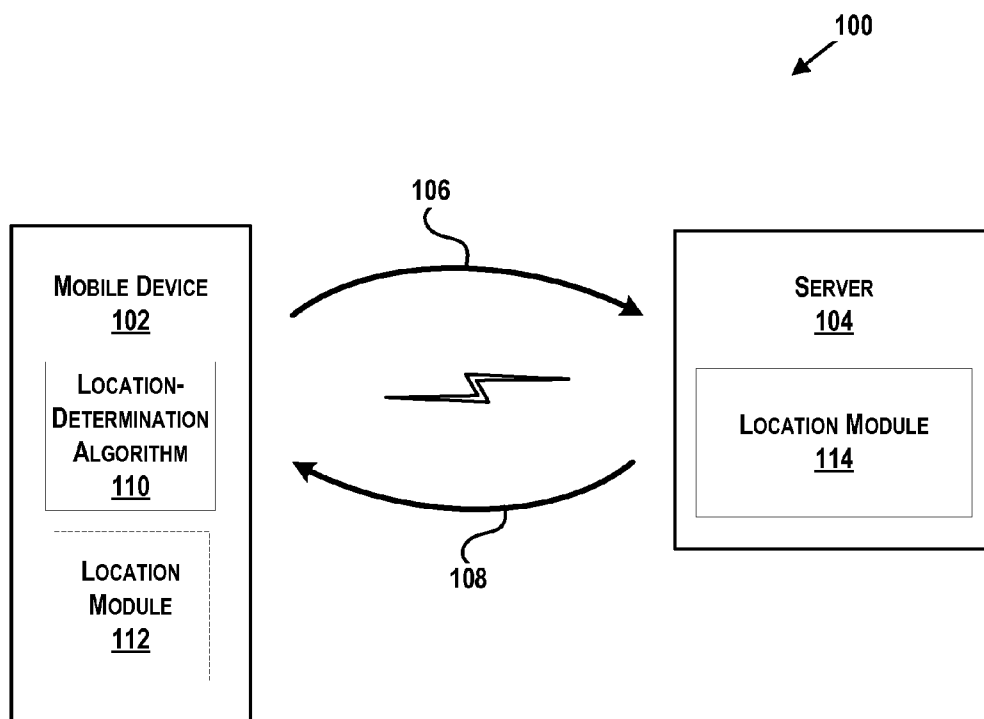 100
106
MOBILE DEVICE
102
LOCATION-
DETERMINATION
ALGORITHM
110
LOCATION
MODULE
112
SERVER
104
LOCATION MODULE
114
108